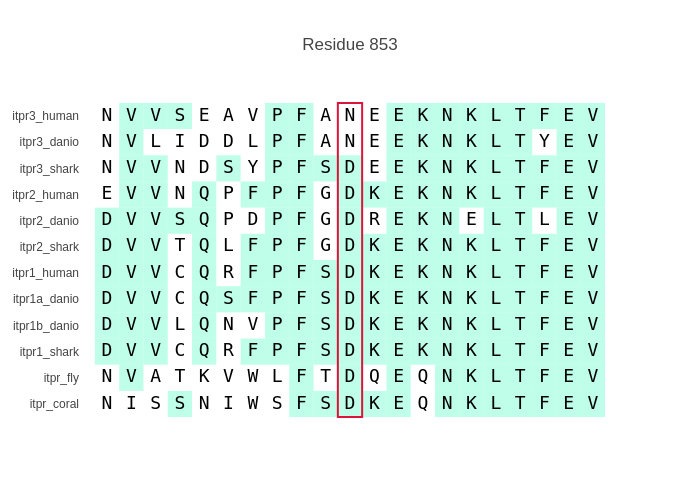 Residue 853
itpr3_human N V V S E A V P F A N E E K N K L T F E V
itpr3_danio N V L I D D L P F A N E E K N K L T Y E V
itpr3_shark N V V N D S Y P F S D E E K N K L T F E V
itpr2_human E V V N Q P F P F G D K E K N K L T F E V
itpr2_danio D V V S Q P D P F G D R E K N E L T L E V
itpr2_shark D V V T Q L F P F G D K E K N K L T F E V
itpr1_human D V V C Q R F P F S D K E K N K L T F E V
itpr1a_danio D V V C Q S F P F S D K E K N K L T F E V
itpr1b_danio D V V L Q N V P F S D K E K N K L T F E V
itpr1_shark D V V C Q R F P F S D K E K N K L T F E V
itpr_fly N V A T K V W L F T D Q E Q N K L T F E V
itpr_coral N I S S N I W S F S D K E Q N K L T F E V